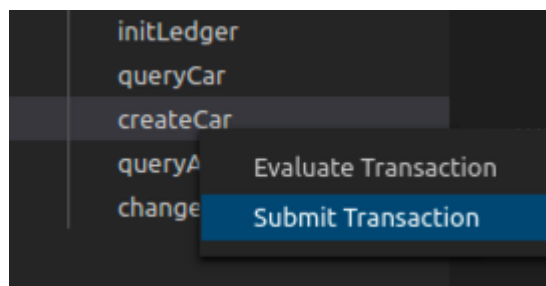 initLedger
queryCar
createCar
queryA
Evaluate Transaction
change
Submit Transaction